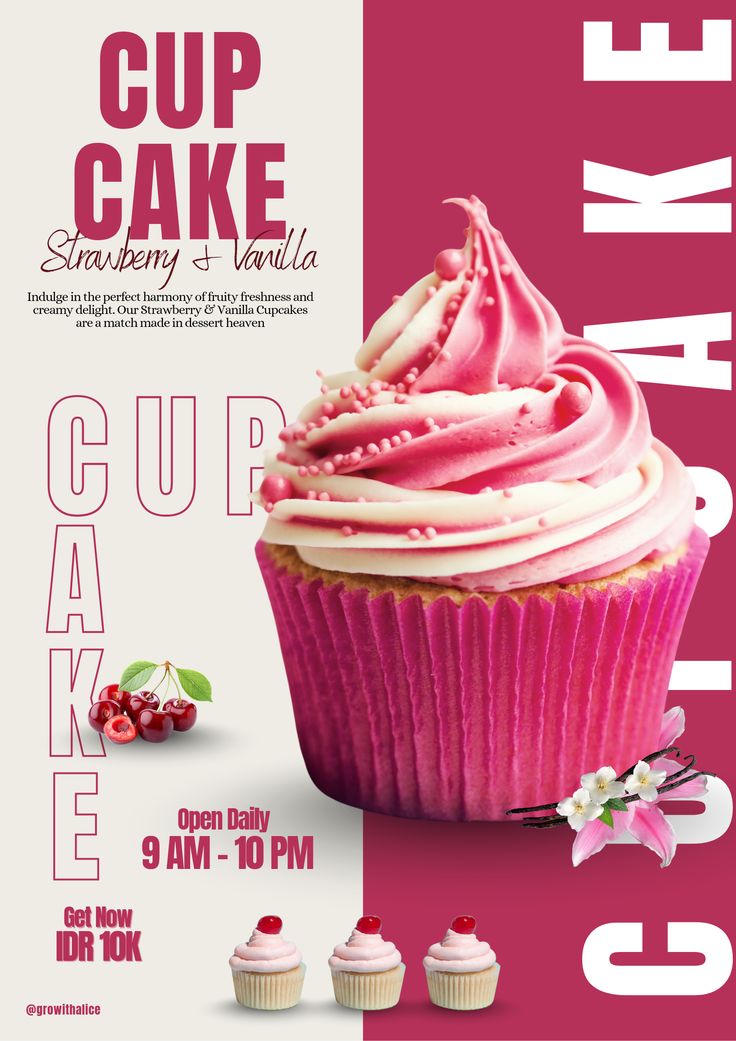 CUP
CAKE
Strawberry & Vanilla
Indulge in the perfect harmony of fruity freshness and
creamy delight. Our Strawberry & Vanilla Cupcakes
are a match made in dessert heaven
CUP
CAKE
Open Daily
9 AM - 10 PM
Get Now
IDR 10K
@growithalice
CUPCAKE